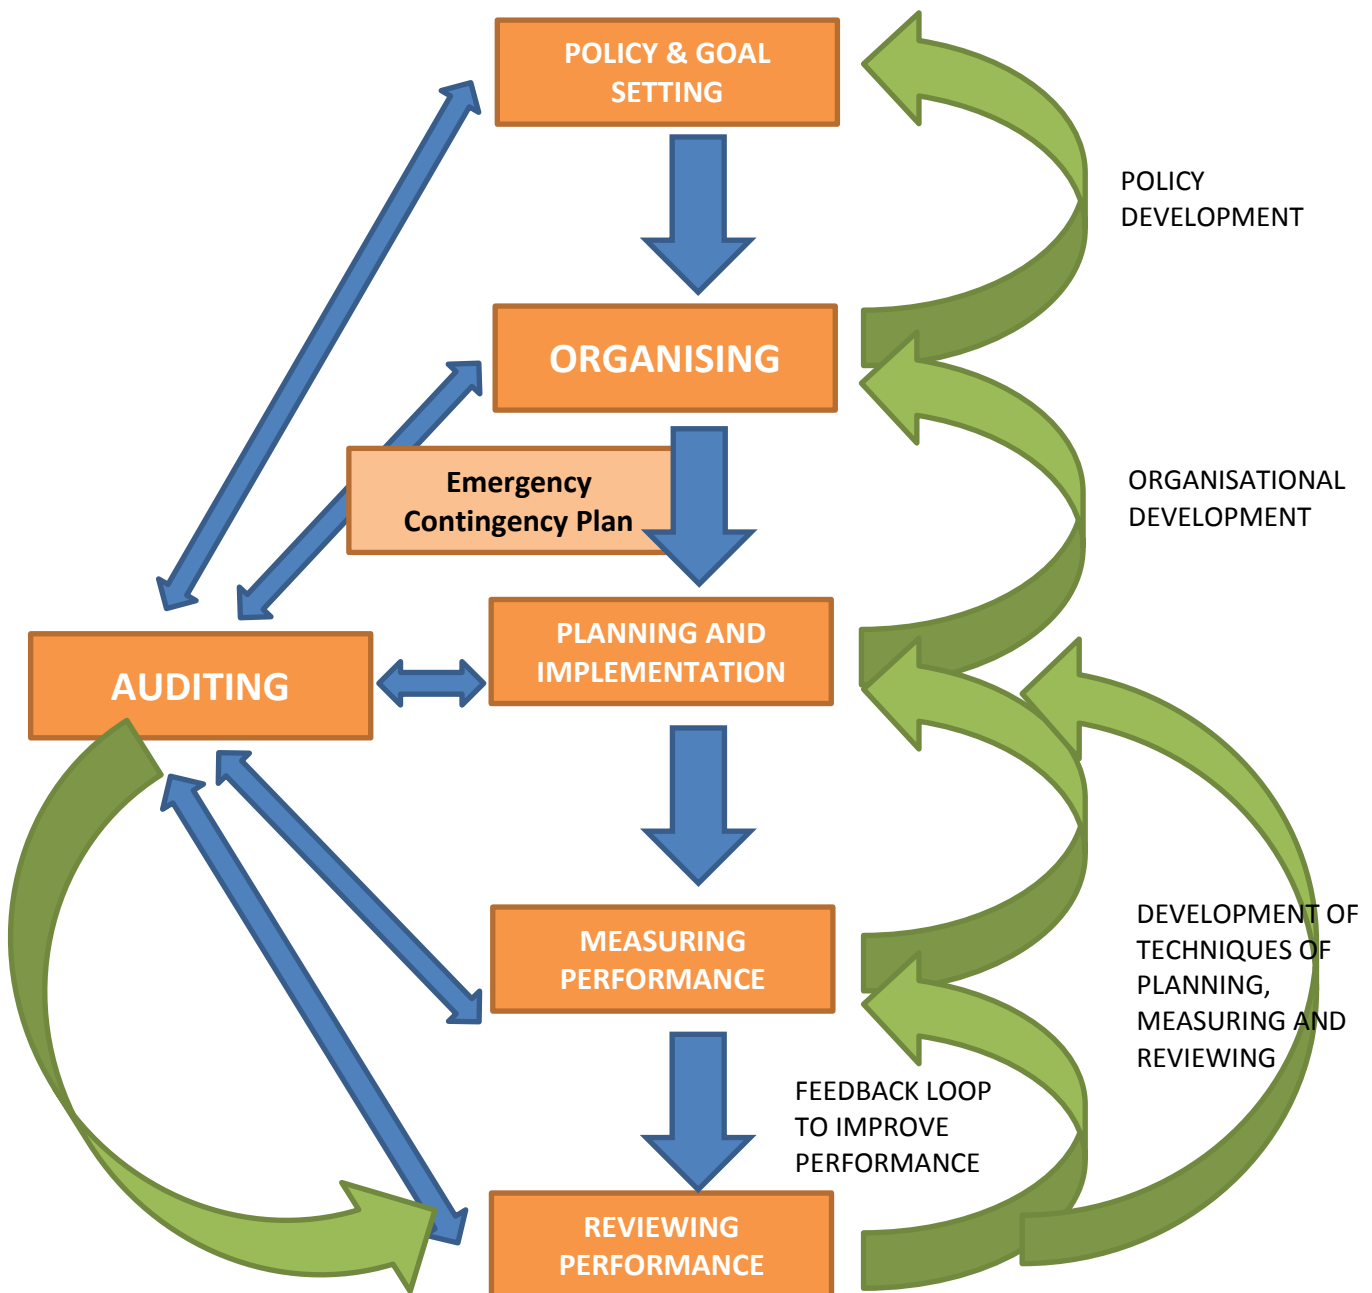 POLICY & GOAL
SETTING
POLICY
DEVELOPMENT
ORGANISING
Emergency
Contingency Plan
ORGANISATIONAL
DEVELOPMENT
PLANNING AND
IMPLEMENTATION
AUDITING
MEASURING
PERFORMANCE
DEVELOPMENT OF
TECHNIQUES OF
PLANNING,
MEASURING AND
REVIEWING
FEEDBACK LOOP
TO IMPROVE
PERFORMANCE
REVIEWING
PERFORMANCE